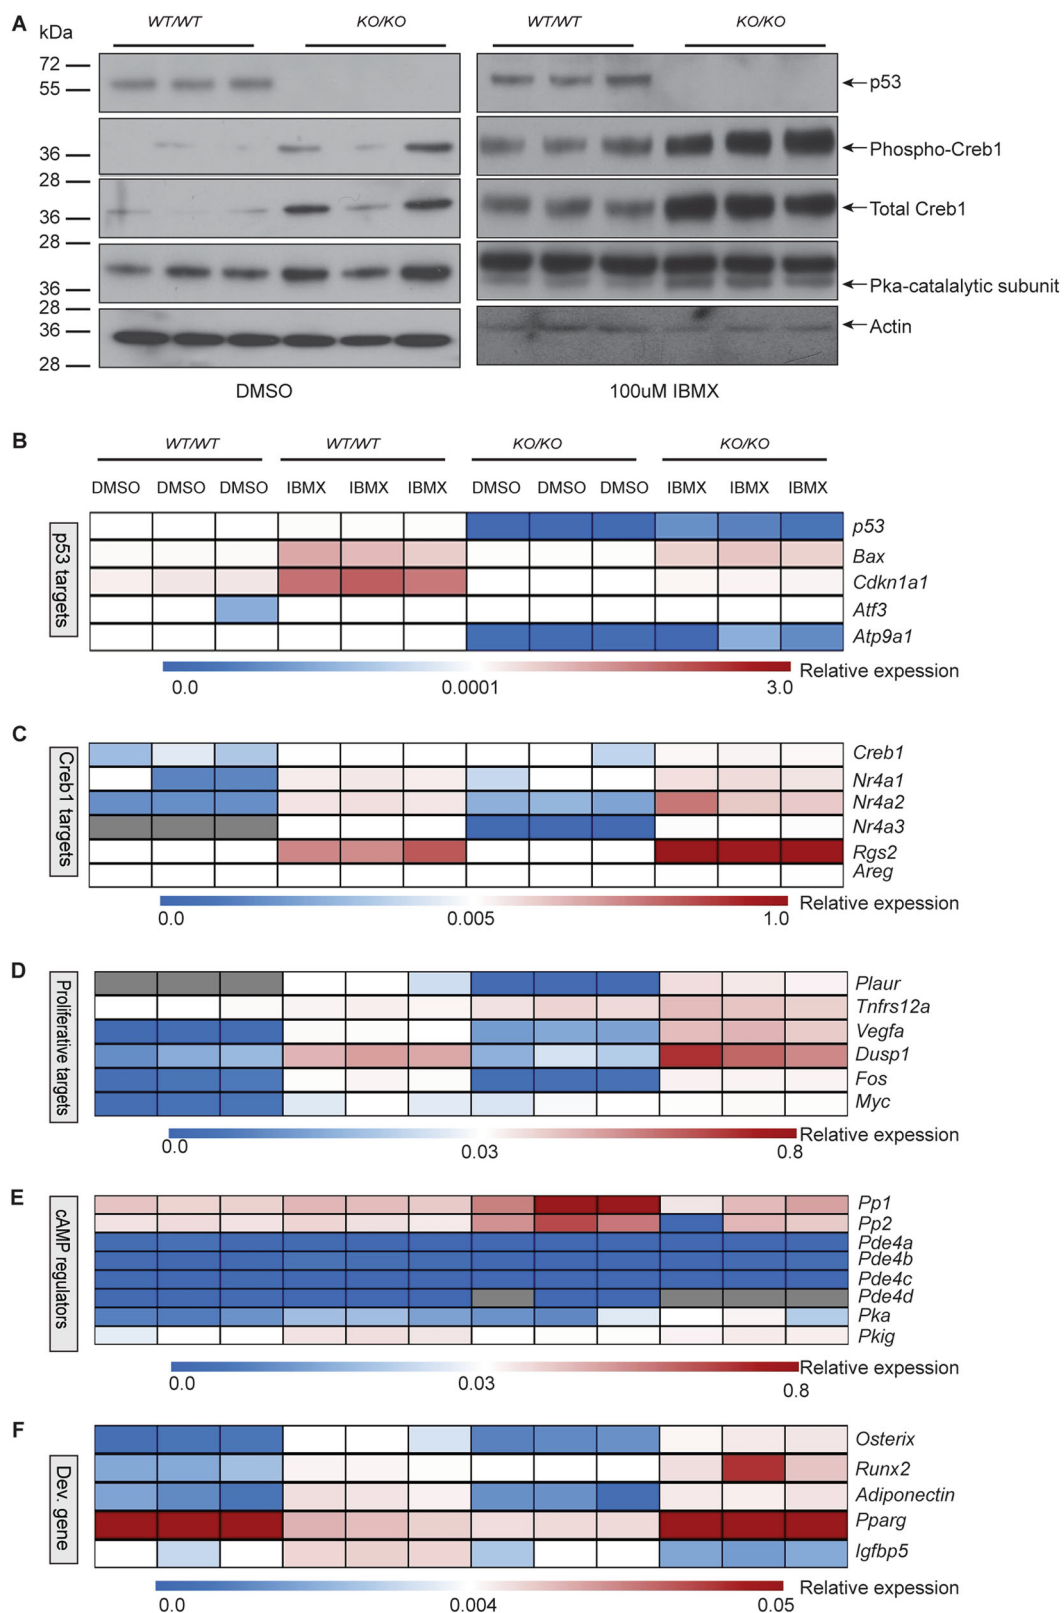 A
kDa
WT/WT KO/KO WT/WT KO/KO
72
55
p53
36
28
Phospho-Creb1
36
28
Total Creb1
36
28
Pka-catalalytic subunit
36
28
Actin
DMSO 100uM IBMX
B
WT/WT WT/WT KO/KO KO/KO
DMSO DMSO DMSO IBMX IBMX IBMX DMSO DMSO DMSO IBMX IBMX IBMX
p53 targets
p53
Bax
Cdkn1a1
Atf3
Atp9a1
0.0 0.0001 3.0 Relative expession
C
Creb1 targets
Creb1
Nr4a1
Nr4a2
Nr4a3
Rgs2
Areg
0.0 0.005 1.0 Relative expession
D
Proliferative targets
Plaur
Tnfrs12a
Vegfa
Dusp1
Fos
Myc
0.0 0.03 0.8 Relative expession
E
cAMP regulators
Pp1
Pp2
Pde4a
Pde4b
Pde4c
Pde4d
Pka
Pkig
0.0 0.03 0.8 Relative expession
F
Dev. gene
Osterix
Runx2
Adiponectin
Pparg
Igfbp5
0.0 0.004 0.05 Relative expession